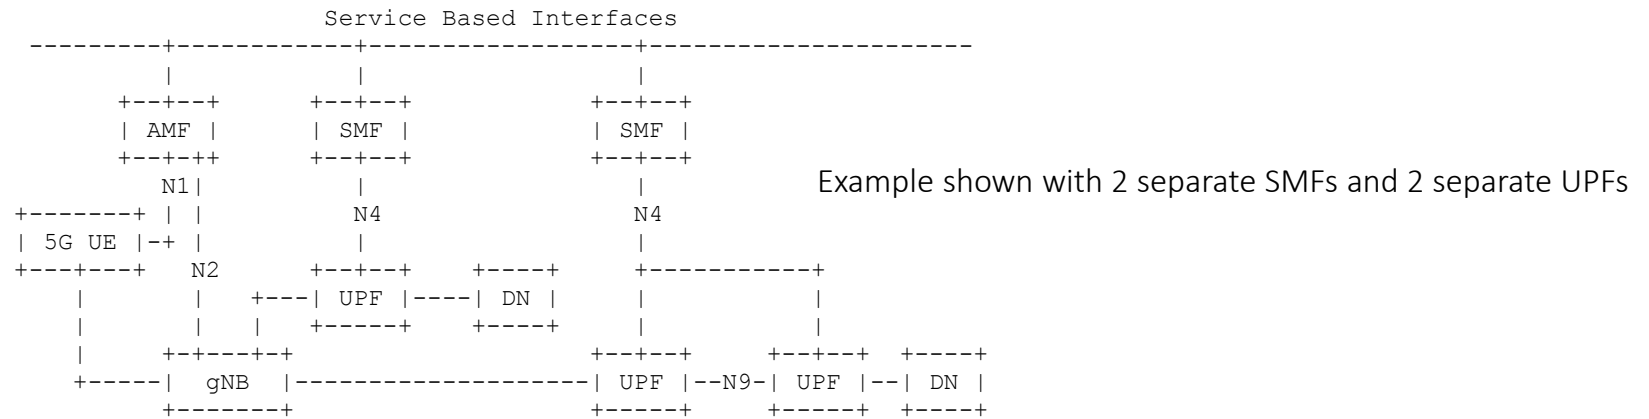 Service Based Interfaces
---------+------------+------------------+----------------------
|            |                   |
+--+--+      +--+--+            +--+--+
| AMF |      | SMF |            | SMF |
+--+-++      +--+--+            +--+--+
N1|          |                  |
Example shown with 2 separate SMFs and 2 separate UPFs
+-------+ | |          N4                 N4
| 5G UE |-+ |          |                  |
+---+---+   N2      +--+--+    +----+     +-----------+
|       |   +---| UPF |----| DN |     |           |
|       |   |   +-----+    +----+     |           |
|     +-+---+-+                    +--+--+     +--+--+  +----+
+-----|  gNB  |--------------------| UPF |--N9-| UPF |--| DN |
+-------+                    +-----+     +-----+  +----+